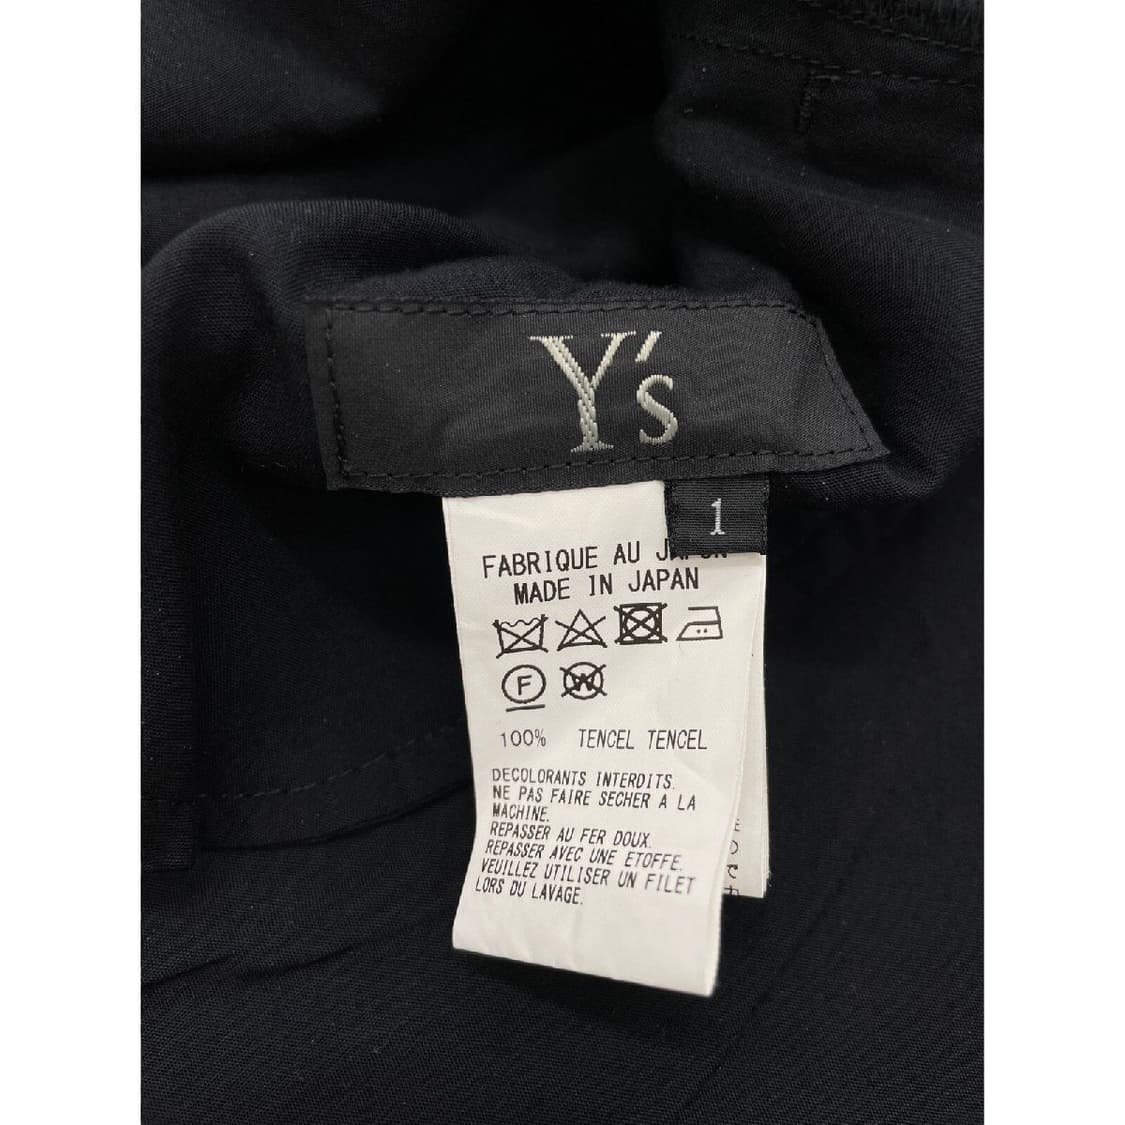 Y's
1
FABRIQUE AU
MADE IN JAPAN
F
W
100% TENCEL TENCEL
DECOLORANTS INTERDITS.
NE PAS FAIRE SECHER A LA
MACHINE.
REPASSER AU FER DOUX.
REPASSER AVEC UNE ETOFFE.
VEUILLEZ UTILISER UN FILET
LORS DU LAVAGE.